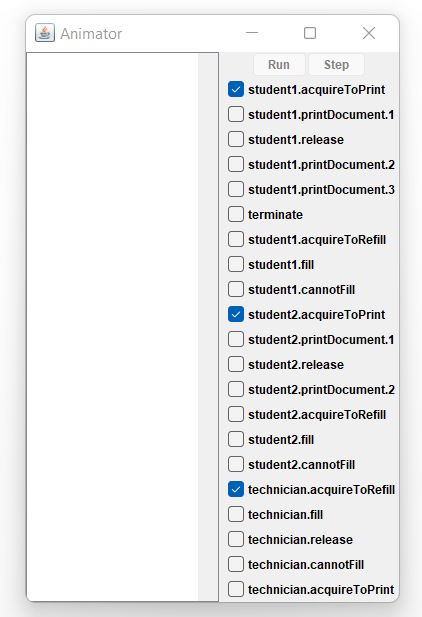 Animator
Run Step
student1.acquireToPrint
student1.printDocument.1
student1.release
student1.printDocument.2
student1.printDocument.3
terminate
student1.acquireToRefill
student1.fill
student1.cannotFill
student2.acquireToPrint
student2.printDocument.1
student2.release
student2.printDocument.2
student2.acquireToRefill
student2.fill
student2.cannotFill
technician.acquireToRefill
technician.fill
technician.release
technician.cannotFill
technician.acquireToPrint